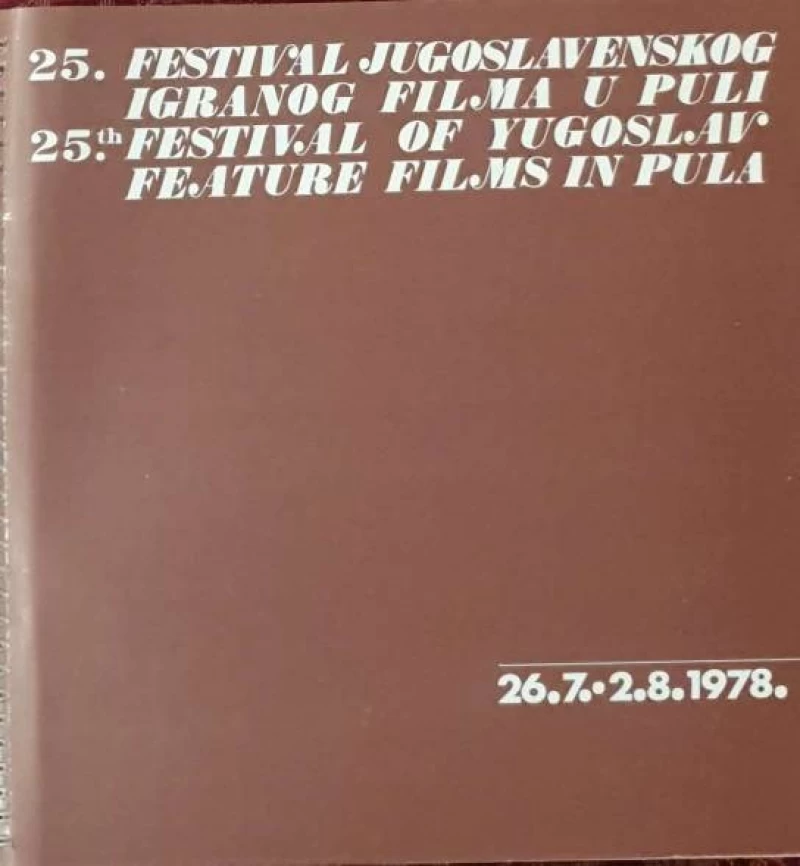 25. FESTIVAL JUGOSLAVENSKOG
IGRANOG FILMA U PULI
25.th FESTIVAL OF YUGOSLAV
FEATURE FILMS IN PULA
26.7.•2.8.1978.